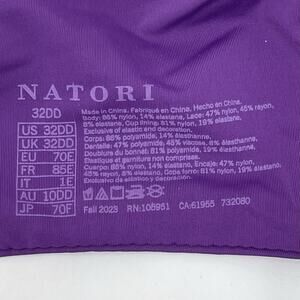 NATORI
32DD
US 32DD
UK 32DD
EU 70E
FR 85E
IT 1E
AU 10DD
JP 70F
Made in China. Fabriqué en Chine. Hecho en China.
Body: 86% nylon, 14% elastane, Lace: 47% nylon, 45% rayon,
8% elastane, Cup lining: 81% nylon, 19% elastane.
Exclusive of elastic and decoration.
Corps: 86% polyamide, 14% élasthanne,
Dentelle: 47% polyamide, 45% viscose, 8% élasthanne,
Doublure du bonnet: 81% polyamide, 19% élasthanne.
Élastique et garniture non comprises.
Cuerpo: 86% nylon, 14% elastano, Encaje: 47% nylon,
45% rayon, 8% elastano, Copa forro: 81% nylon, 19% elastano.
Exclusivo de elástico y decoración.
Fall 2023 RN: 105951 CA: 61955 732080